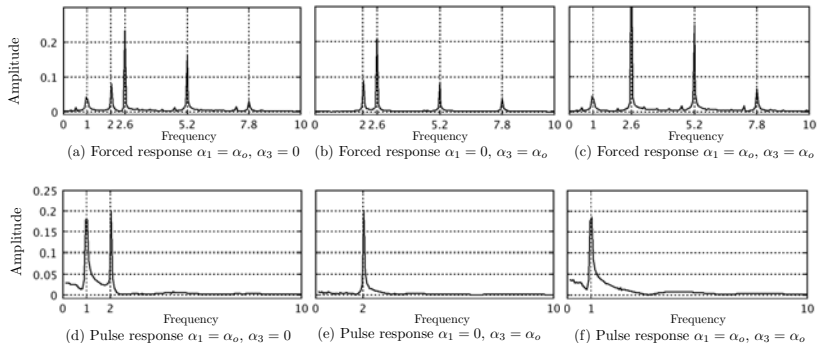 Amplitude
0.2
0.1
0
0 1 2 2.6 5.2 7.8 10
Frequency
(a) Forced response α₁ = αₒ, α₃ = 0
0 2 2.6 5.2 7.8 10
Frequency
(b) Forced response α₁ = 0, α₃ = αₒ
0 1 2.6 5.2 7.8 10
Frequency
(c) Forced response α₁ = αₒ, α₃ = αₒ
Amplitude
0.25
0.2
0.15
0.1
0.05
0
0 1 2 10
Frequency
(d) Pulse response α₁ = αₒ, α₃ = 0
0 2 10
Frequency
(e) Pulse response α₁ = 0, α₃ = αₒ
0 1 10
Frequency
(f) Pulse response α₁ = αₒ, α₃ = αₒ